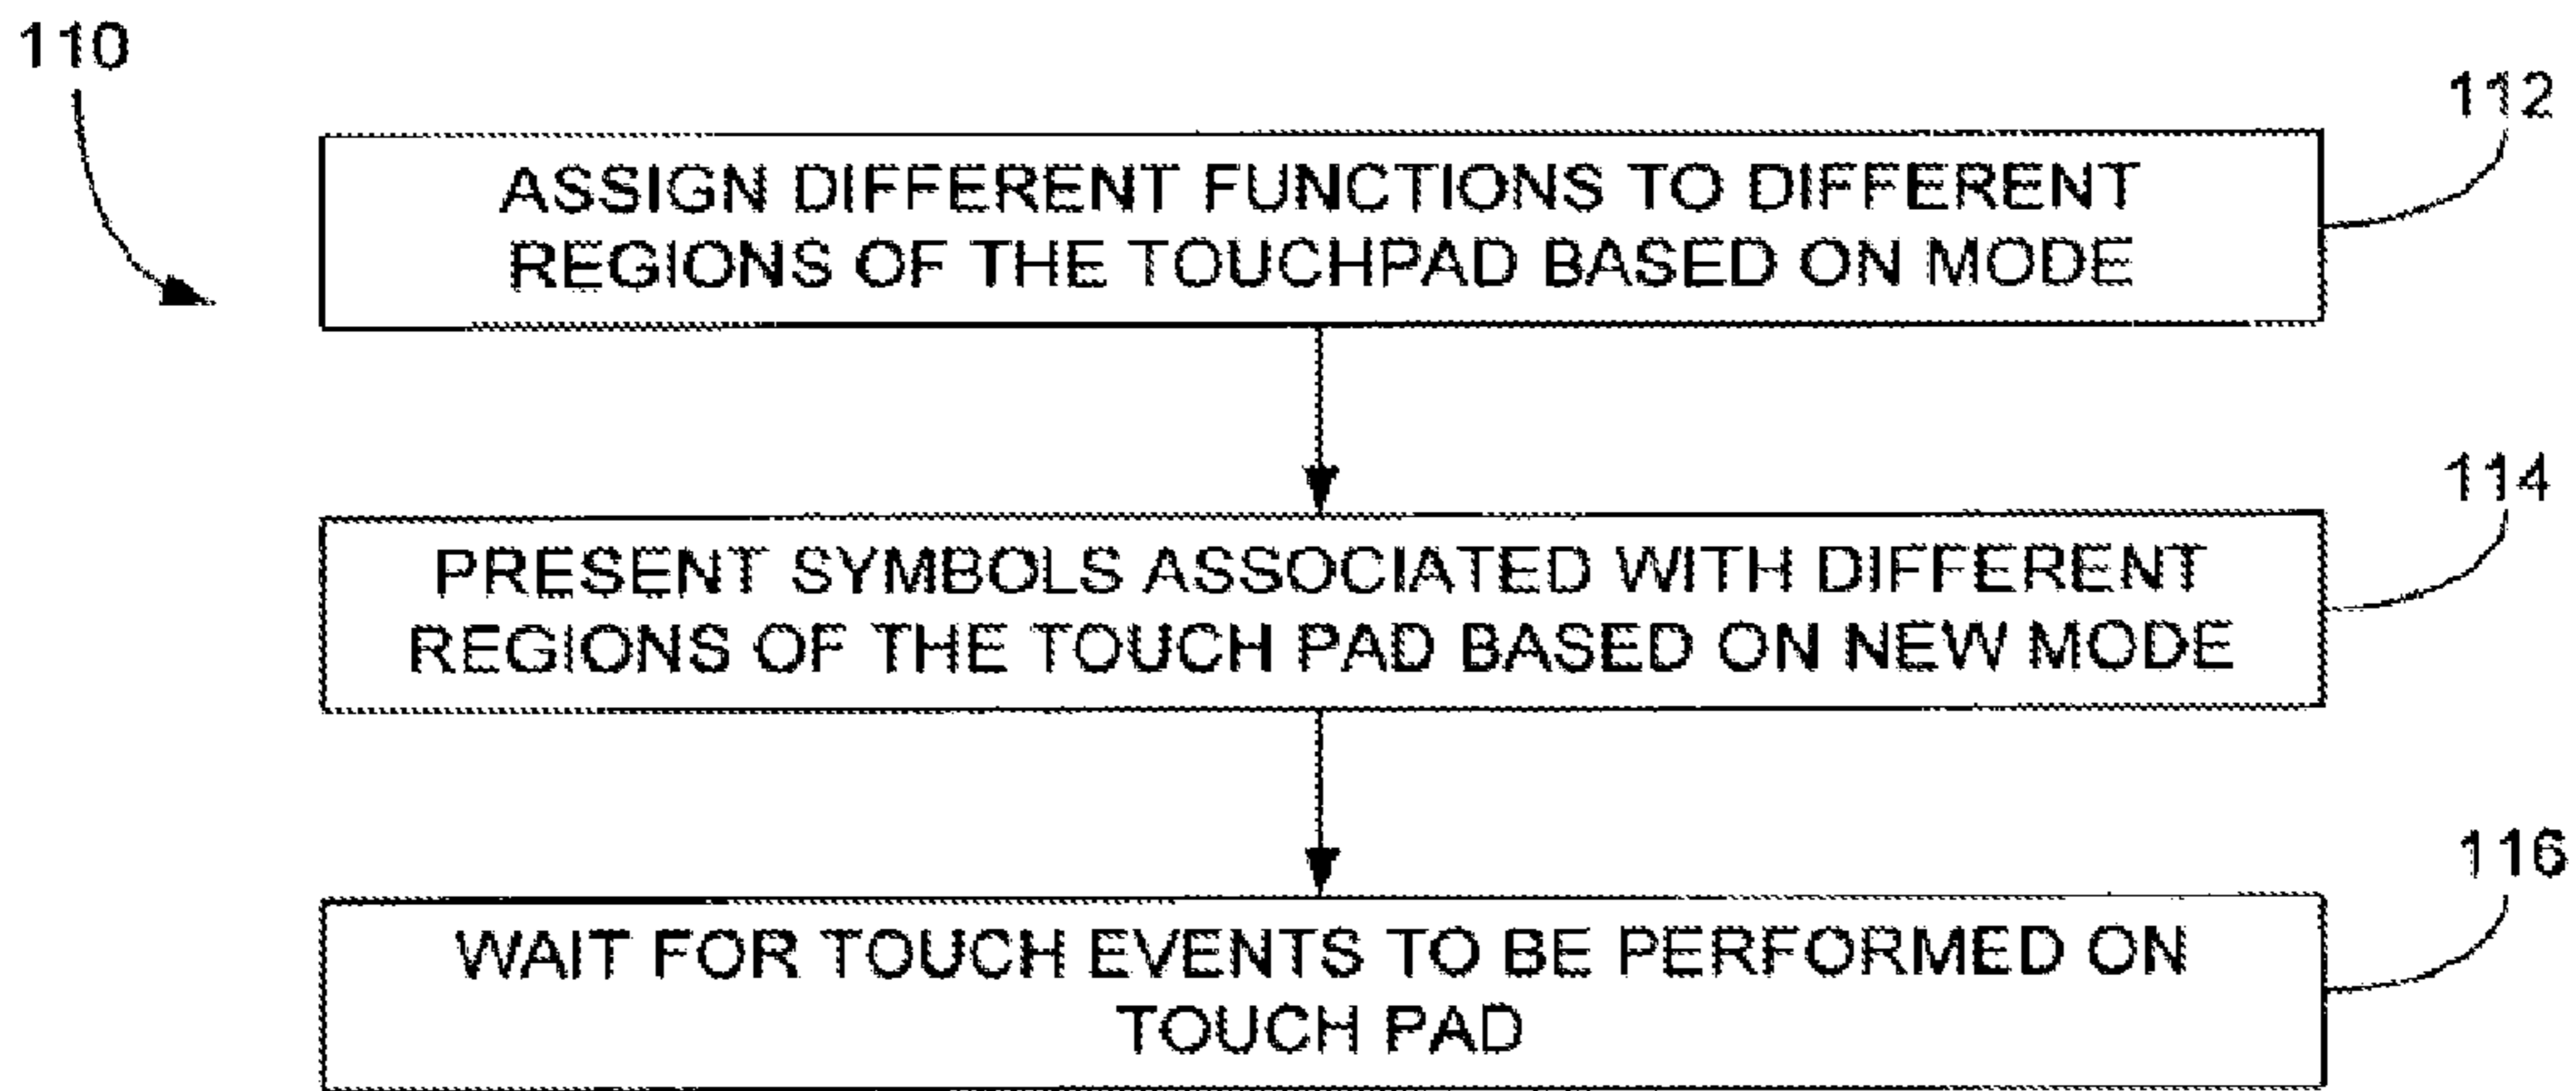 110
112
ASSIGN DIFFERENT FUNCTIONS TO DIFFERENT
REGIONS OF THE TOUCHPAD BASED ON MODE
114
PRESENT SYMBOLS ASSOCIATED WITH DIFFERENT
REGIONS OF THE TOUCH PAD BASED ON NEW MODE
116
WAIT FOR TOUCH EVENTS TO BE PERFORMED ON
TOUCH PAD